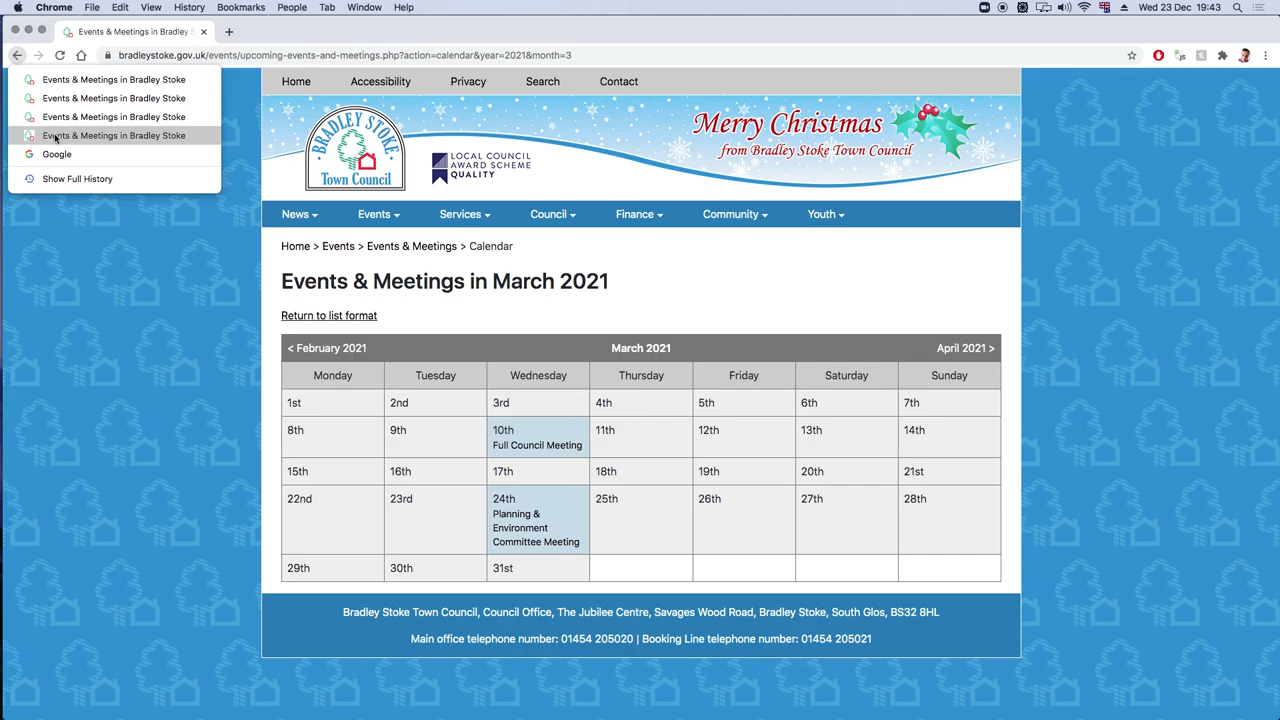 Chrome File Edit View History Bookmarks People Tab Window Help Wed 23 Dec 19:43
Events & Meetings in Bradley S
bradleystoke.gov.uk/events/upcoming-events-and-meetings.php?action=calendar&year=2021&month=3
Events & Meetings in Bradley Stoke
Events & Meetings in Bradley Stoke
Events & Meetings in Bradley Stoke
Events & Meetings in Bradley Stoke
Google
Show Full History
Home Accessibility Privacy Search Contact
BRADLEY STOKE
Town Council
LOCAL COUNCIL
AWARD SCHEME
QUALITY
Merry Christmas
from Bradley Stoke Town Council
News Events Services Council Finance Community Youth
Home > Events > Events & Meetings > Calendar
Events & Meetings in March 2021
Return to list format
< February 2021 March 2021 April 2021 >
Monday Tuesday Wednesday Thursday Friday Saturday Sunday
1st 2nd 3rd 4th 5th 6th 7th
8th 9th 10th 11th 12th 13th 14th
Full Council Meeting
15th 16th 17th 18th 19th 20th 21st
22nd 23rd 24th 25th 26th 27th 28th
Planning &
Environment
Committee Meeting
29th 30th 31st
Bradley Stoke Town Council, Council Office, The Jubilee Centre, Savages Wood Road, Bradley Stoke, South Glos, BS32 8HL
Main office telephone number: 01454 205020 | Booking Line telephone number: 01454 205021